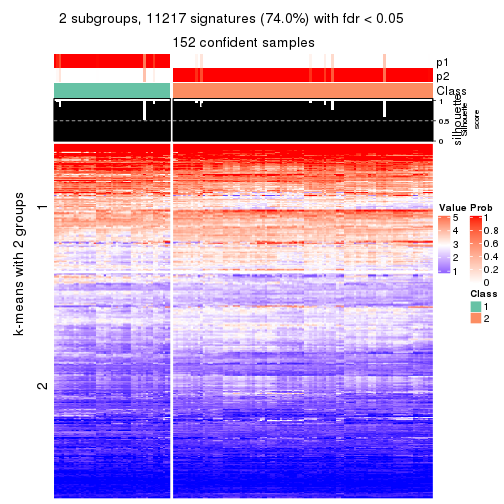 2 subgroups, 11217 signatures (74.0%) with fdr < 0.05
152 confident samples
p1
p2
Class
1
0.5
0
silhouette
Silhouette
score
k-means with 2 groups
1
2
Value
5
4
3
2
1
Prob
1
0.8
0.6
0.4
0.2
0
Class
1
2